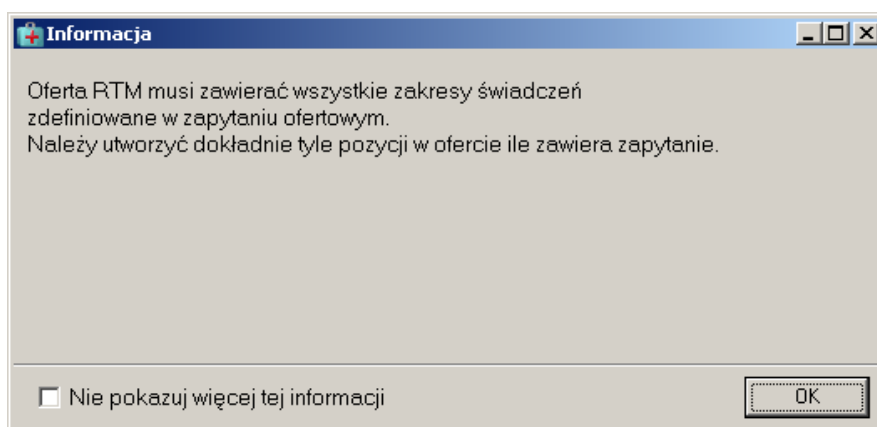 Informacja
Oferta RTM musi zawierać wszystkie zakresy świadczeń
zdefiniowane w zapytaniu ofertowym.
Należy utworzyć dokładnie tyle pozycji w ofercie ile zawiera zapytanie.
Nie pokazuj więcej tej informacji
OK